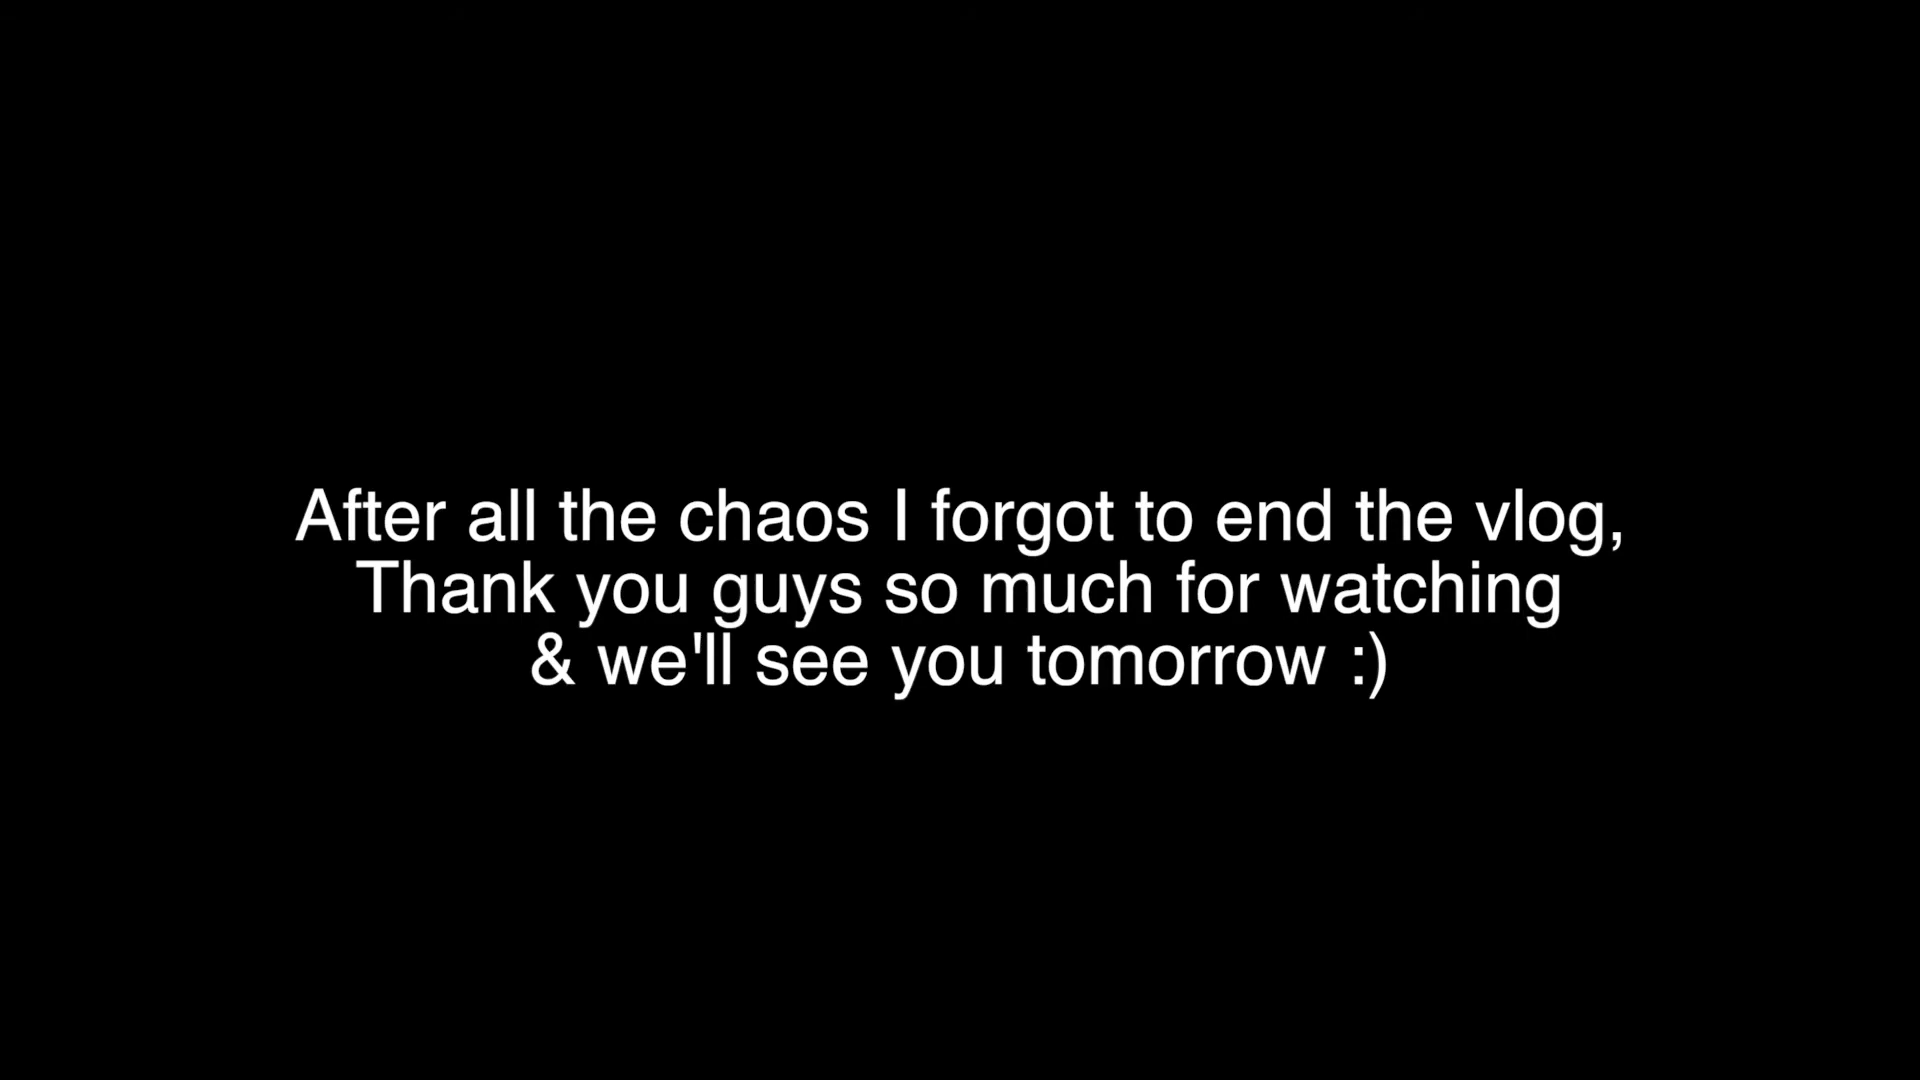 After all the chaos I forgot to end the vlog,
Thank you guys so much for watching
& we'll see you tomorrow :)